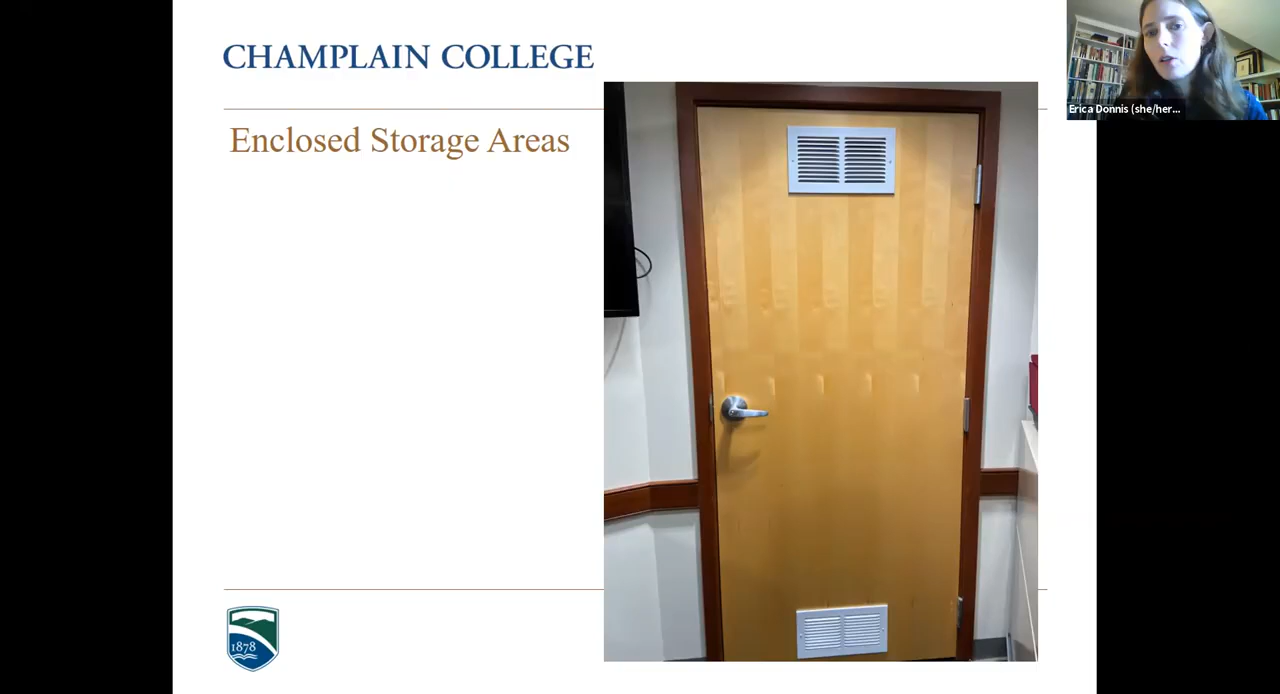 CHAMPLAIN COLLEGE
Erica Donnis (she/her...
Enclosed Storage Areas
1878